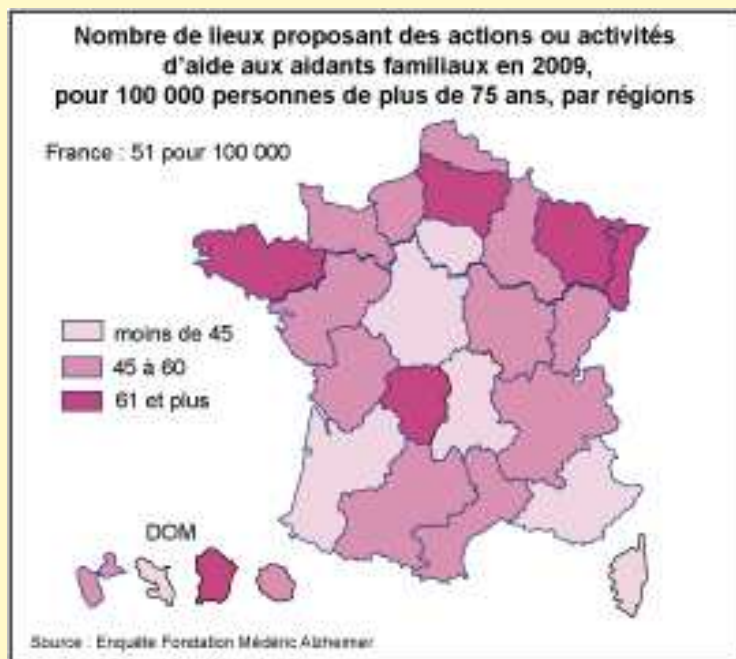 Nombre de lieux proposant des actions ou activités
d'aide aux aidants familiaux en 2009,
pour 100 000 personnes de plus de 75 ans, par régions
France : 51 pour 100 000
moins de 45
45 à 60
61 et plus
DOM
Source : Enquête Fondation Médéric Alzheimer